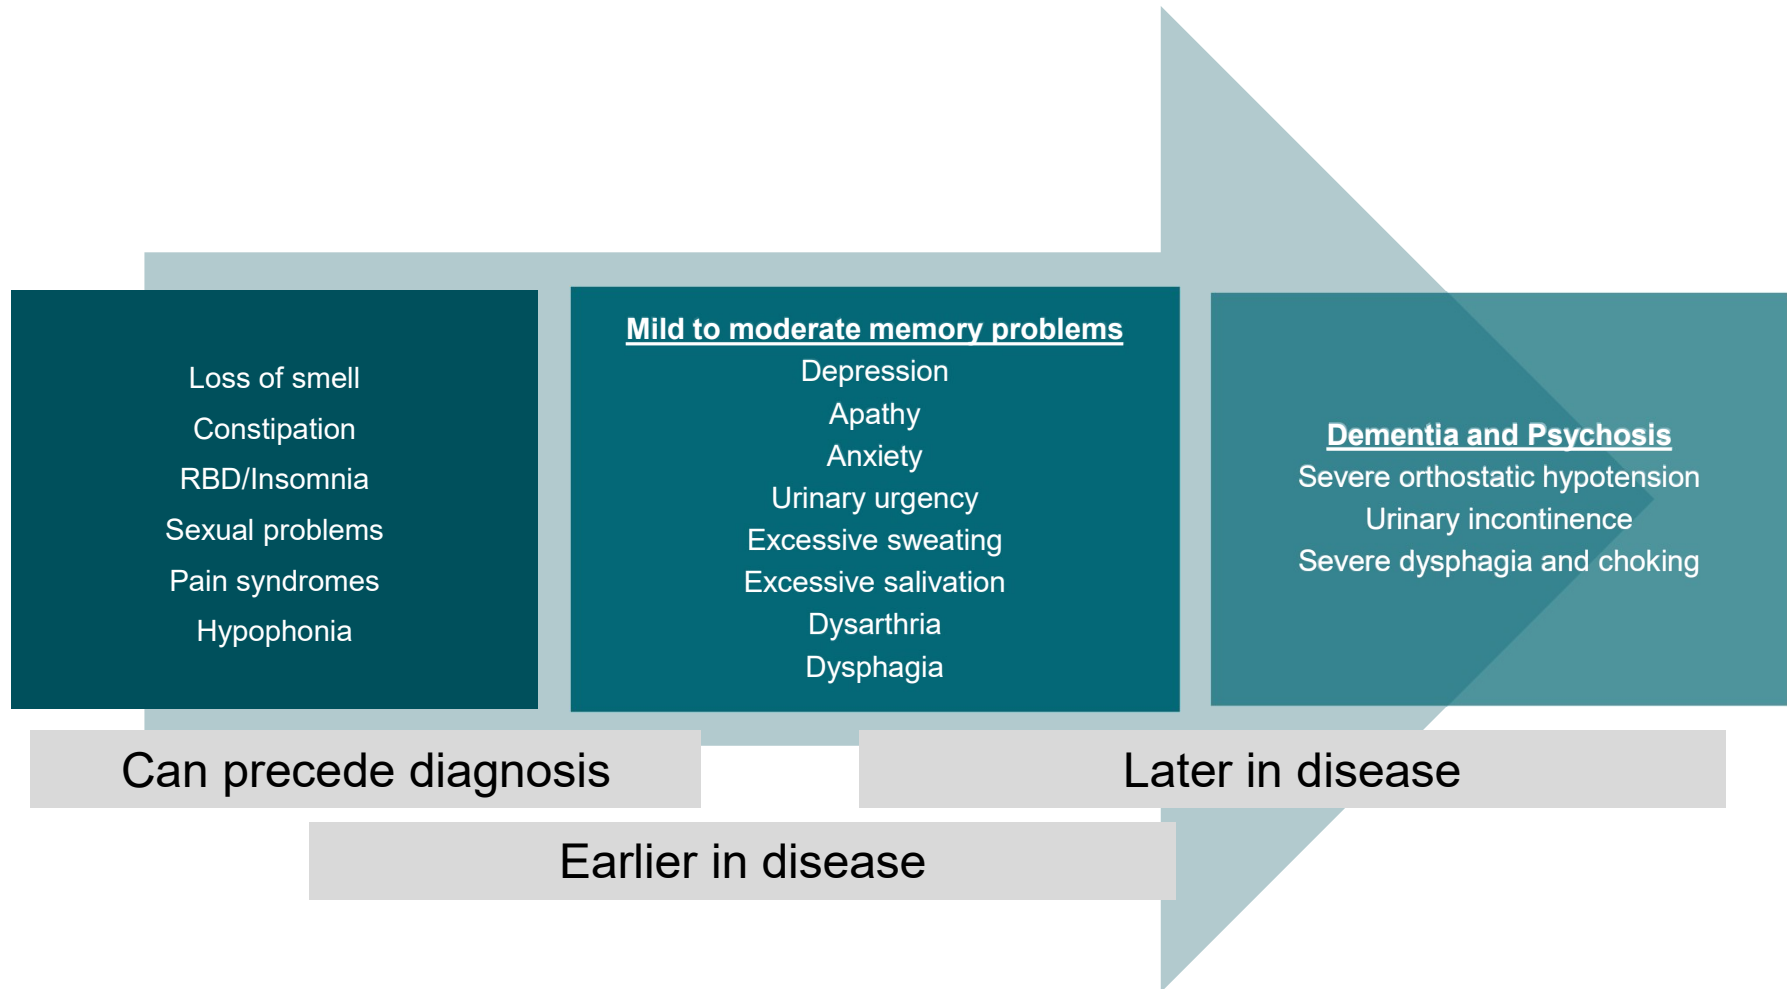 Loss of smell
Constipation
RBD/Insomnia
Sexual problems
Pain syndromes
Hypophonia
Mild to moderate memory problems
Depression
Apathy
Anxiety
Urinary urgency
Excessive sweating
Excessive salivation
Dysarthria
Dysphagia
Dementia and Psychosis
Severe orthostatic hypotension
Urinary incontinence
Severe dysphagia and choking
Can precede diagnosis
Later in disease
Earlier in disease